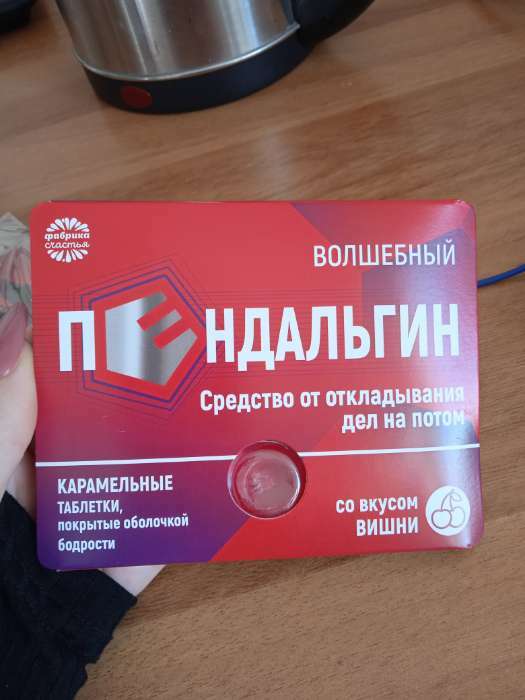 фабрика
счастья
ВОЛШЕБНЫЙ
ПЕНДАЛЬГИН
Средство от откладывания
дел на потом
КАРАМЕЛЬНЫЕ
ТАБЛЕТКИ,
покрытые оболочкой
бодрости
СО ВКУСОМ
ВИШНИ